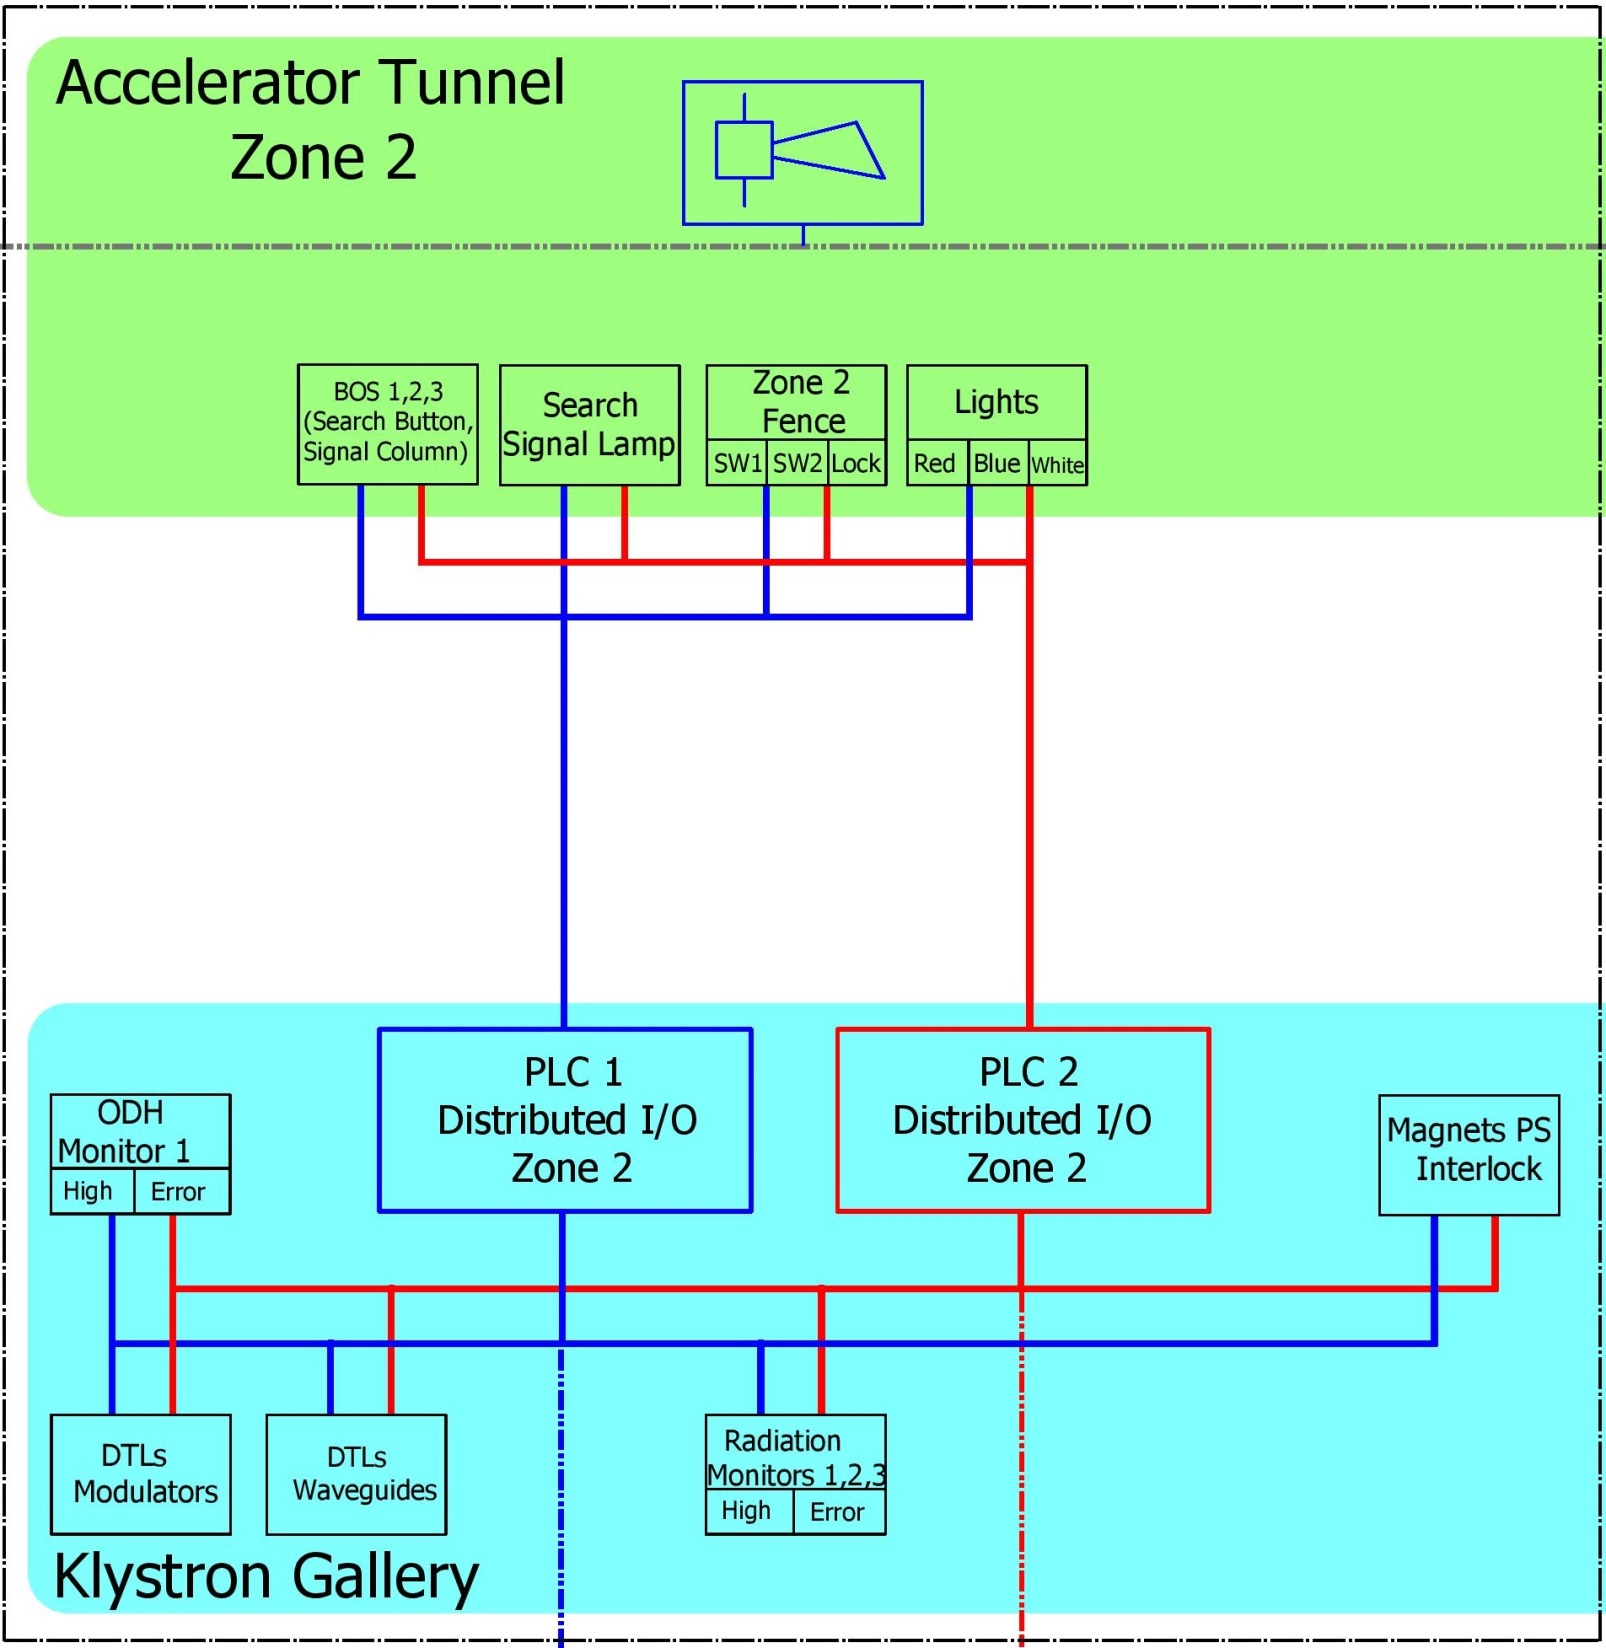 Accelerator Tunnel
Zone 2
BOS 1,2,3
(Search Button,
Signal Column)
Search
Signal Lamp
Zone 2
Fence
SW1 SW2 Lock
Lights
Red Blue White
PLC 1
Distributed I/O
Zone 2
PLC 2
Distributed I/O
Zone 2
ODH
Monitor 1
High Error
Magnets PS
Interlock
DTLs
Modulators
DTLs
Waveguides
Radiation
Monitors 1,2,3
High Error
Klystron Gallery